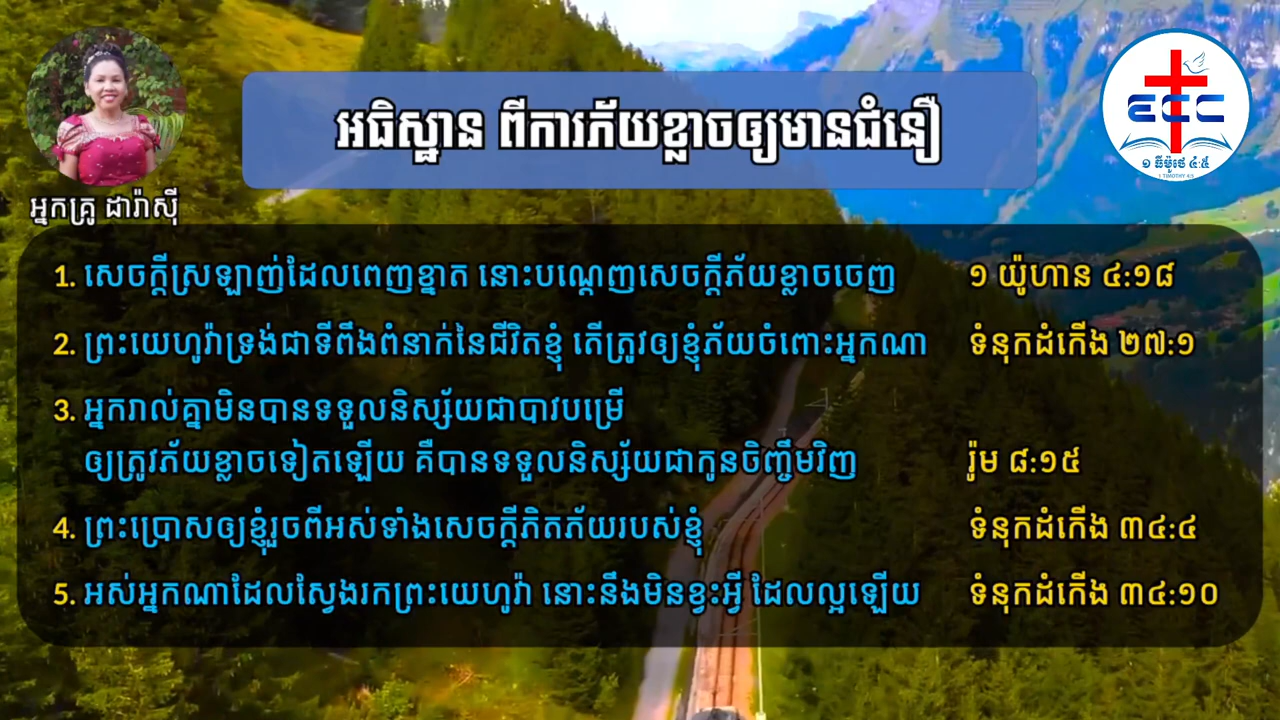 អធិស្ឋាន ពីការភ័យខ្លាចឲ្យមានជំនឿ
ECC
១ ធីម៉ូថេ ៤:៥
1 TIMOTHY 4:5
អ្នកគ្រូ ដារ៉ាស៊ី
1. សេចក្ដីស្រឡាញ់ដែលពេញខ្នាត នោះបណ្ដេញសេចក្ដីភ័យខ្លាចចេញ ១ យ៉ូហាន ៤:១៨
2. ព្រះយេហូវ៉ាទ្រង់ជាទីពឹងពំនាក់នៃជីវិតខ្ញុំ តើត្រូវឲ្យខ្ញុំភ័យចំពោះអ្នកណា ទំនុកដំកើង ២៧:១
3. អ្នករាល់គ្នាមិនបានទទួលនិស្ស័យជាបាវបម្រើ
ឲ្យត្រូវភ័យខ្លាចទៀតឡើយ គឺបានទទួលនិស្ស័យជាកូនចិញ្ចឹមវិញ រ៉ូម ៨:១៥
4. ព្រះប្រោសឲ្យខ្ញុំរួចពីអស់ទាំងសេចក្ដីភិតភ័យរបស់ខ្ញុំ ទំនុកដំកើង ៣៤:៤
5. អស់អ្នកណាដែលស្វែងរកព្រះយេហូវ៉ា នោះនឹងមិនខ្វះអ្វី ដែលល្អឡើយ ទំនុកដំកើង ៣៤:១០